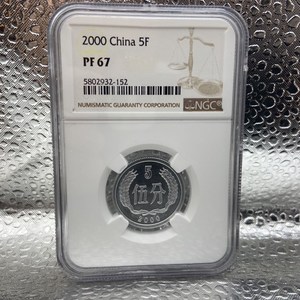 2000 China 5F
PF 67
5802932-152
NUMISMATIC GUARANTY CORPORATION
NGC
5
伍分
2000